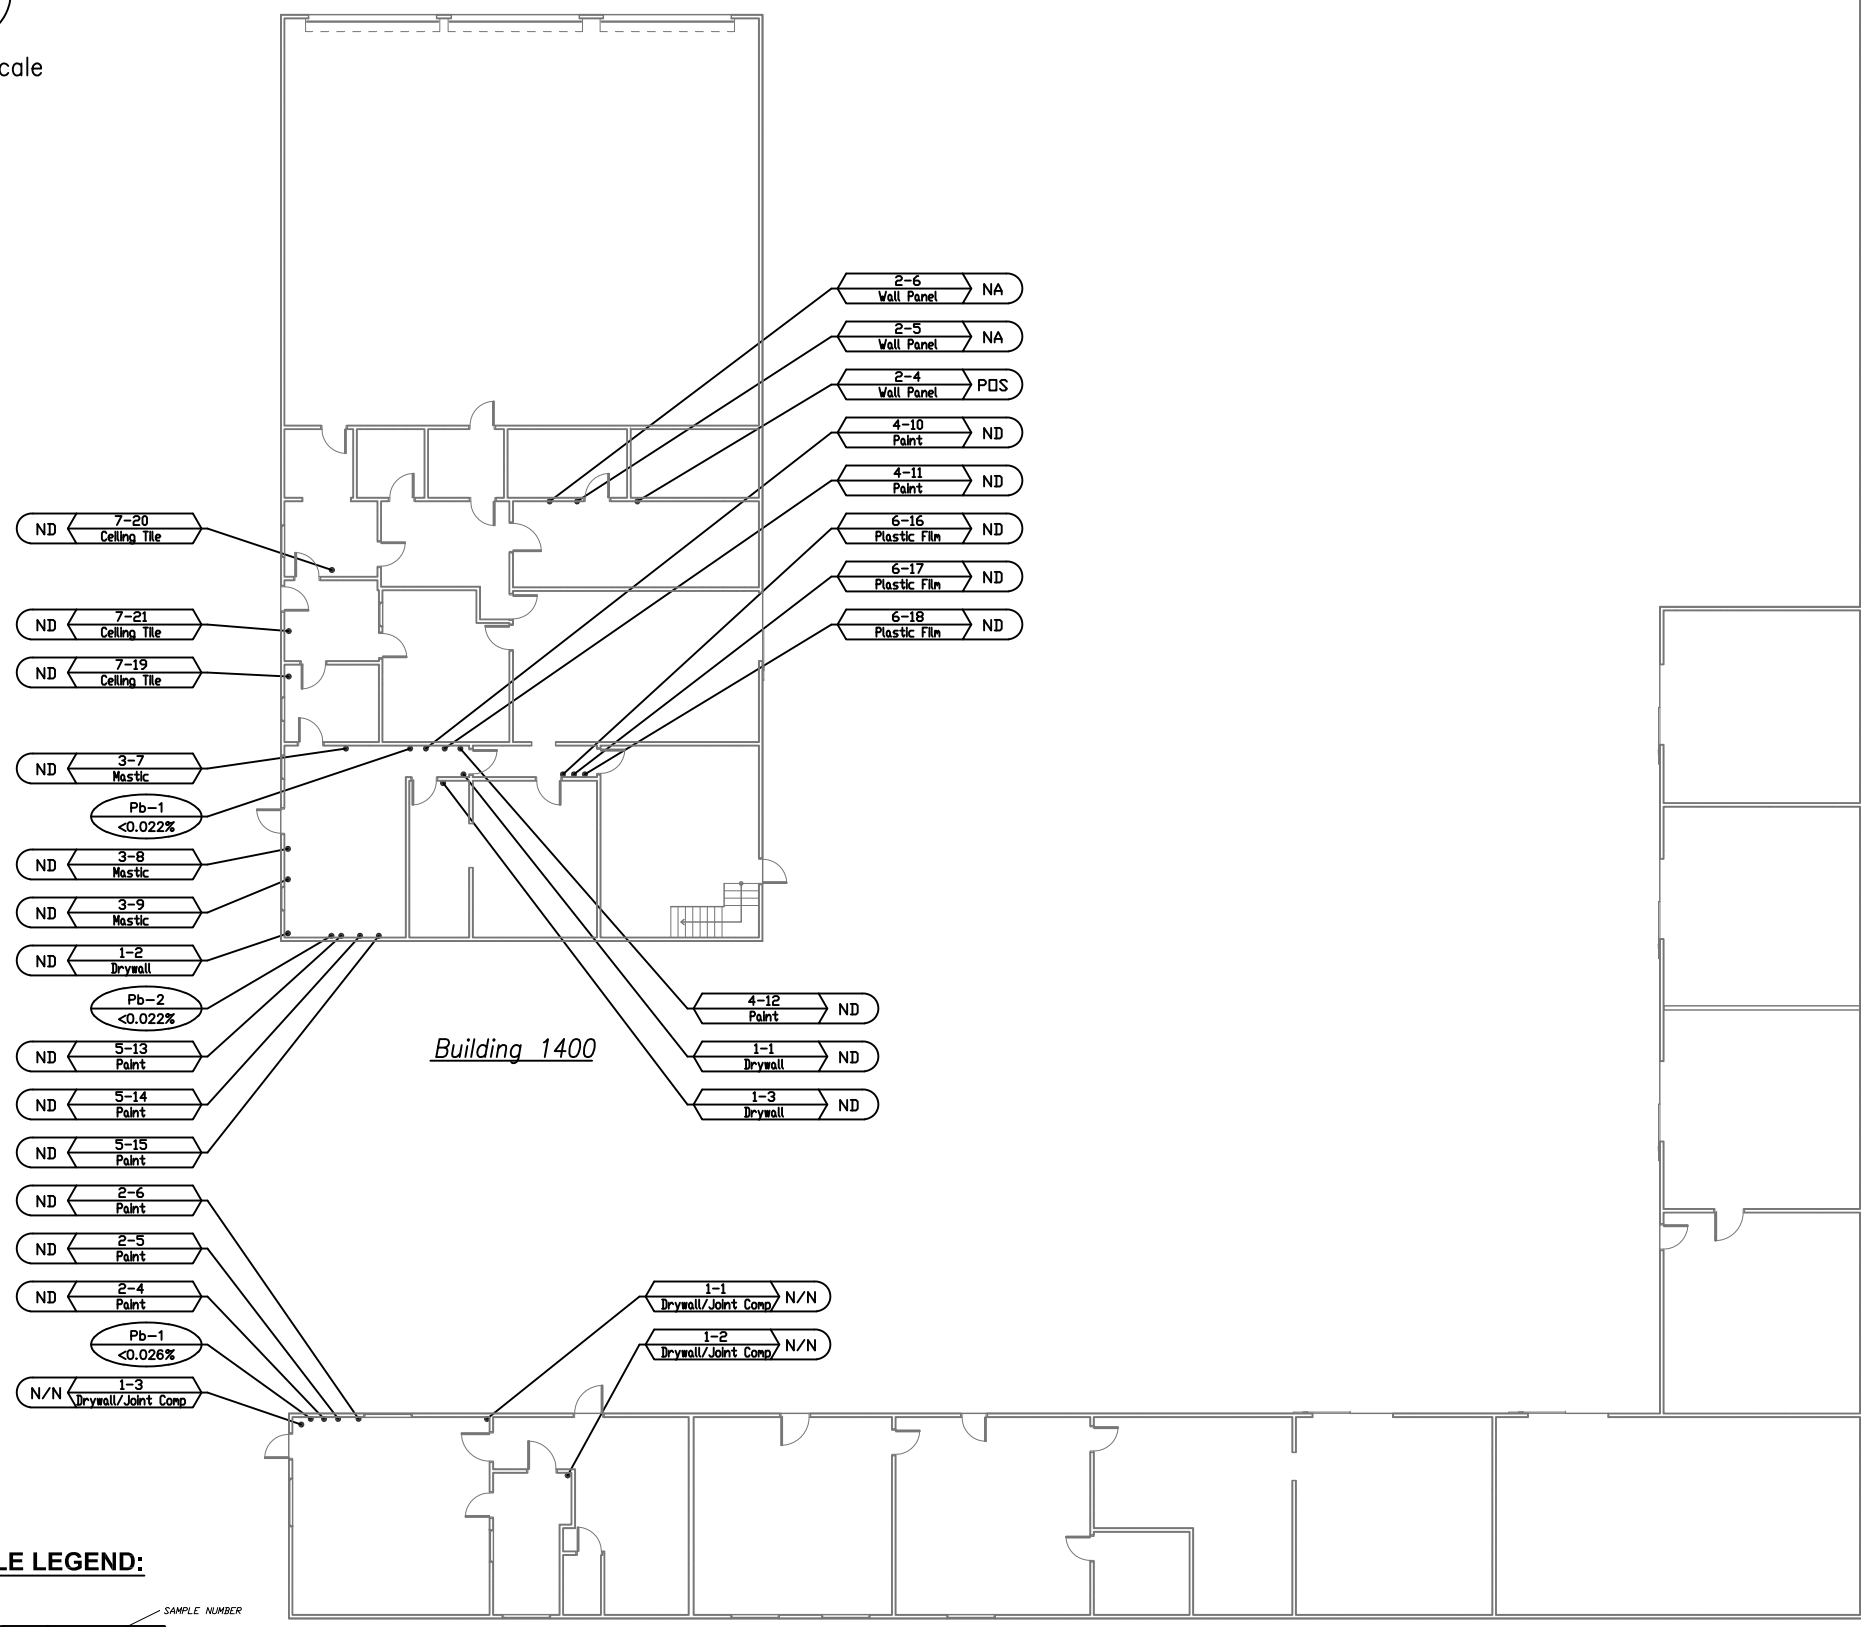 cale
2-6
Wall Panel
NA
2-5
Wall Panel
NA
2-4
Wall Panel
POS
4-10
Paint
ND
4-11
Paint
ND
6-16
Plastic Film
ND
6-17
Plastic Film
ND
6-18
Plastic Film
ND
ND
7-20
Ceiling Tile
ND
7-21
Ceiling Tile
ND
7-19
Ceiling Tile
ND
3-7
Mastic
Pb-1
<0.022%
ND
3-8
Mastic
ND
3-9
Mastic
ND
1-2
Drywall
Pb-2
<0.022%
ND
5-13
Paint
ND
5-14
Paint
ND
5-15
Paint
4-12
Paint
ND
1-1
Drywall
ND
1-3
Drywall
ND
Building 1400
ND
2-6
Paint
ND
2-5
Paint
ND
2-4
Paint
Pb-1
<0.026%
N/N
1-3
Drywall/Joint Comp
1-1
Drywall/Joint Comp
N/N
1-2
Drywall/Joint Comp
N/N
LE LEGEND:
SAMPLE NUMBER